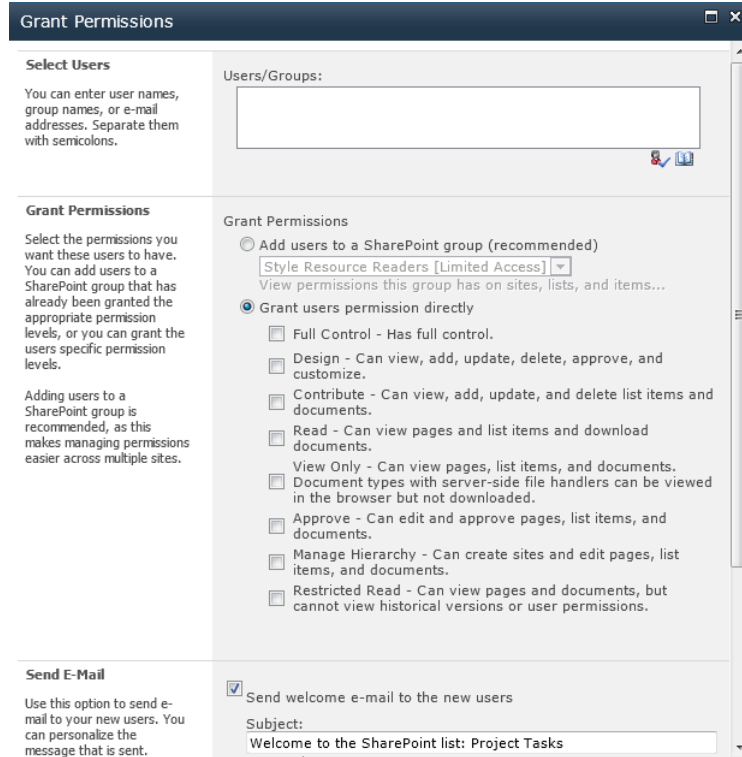 Grant Permissions
Select Users
You can enter user names,
group names, or e-mail
addresses. Separate them
with semicolons.
Users/Groups:
Grant Permissions
Select the permissions you
want these users to have.
You can add users to a
SharePoint group that has
already been granted the
appropriate permission
levels, or you can grant the
users specific permission
levels.
Adding users to a
SharePoint group is
recommended, as this
makes managing permissions
easier across multiple sites.
Grant Permissions
Add users to a SharePoint group (recommended)
Style Resource Readers [Limited Access]
View permissions this group has on sites, lists, and items...
Grant users permission directly
Full Control - Has full control.
Design - Can view, add, update, delete, approve, and
customize.
Contribute - Can view, add, update, and delete list items and
documents.
Read - Can view pages and list items and download
documents.
View Only - Can view pages, list items, and documents.
Document types with server-side file handlers can be viewed
in the browser but not downloaded.
Approve - Can edit and approve pages, list items, and
documents.
Manage Hierarchy - Can create sites and edit pages, list
items, and documents.
Restricted Read - Can view pages and documents, but
cannot view historical versions or user permissions.
Send E-Mail
Use this option to send e-
mail to your new users. You
can personalize the
message that is sent.
Send welcome e-mail to the new users
Subject:
Welcome to the SharePoint list: Project Tasks